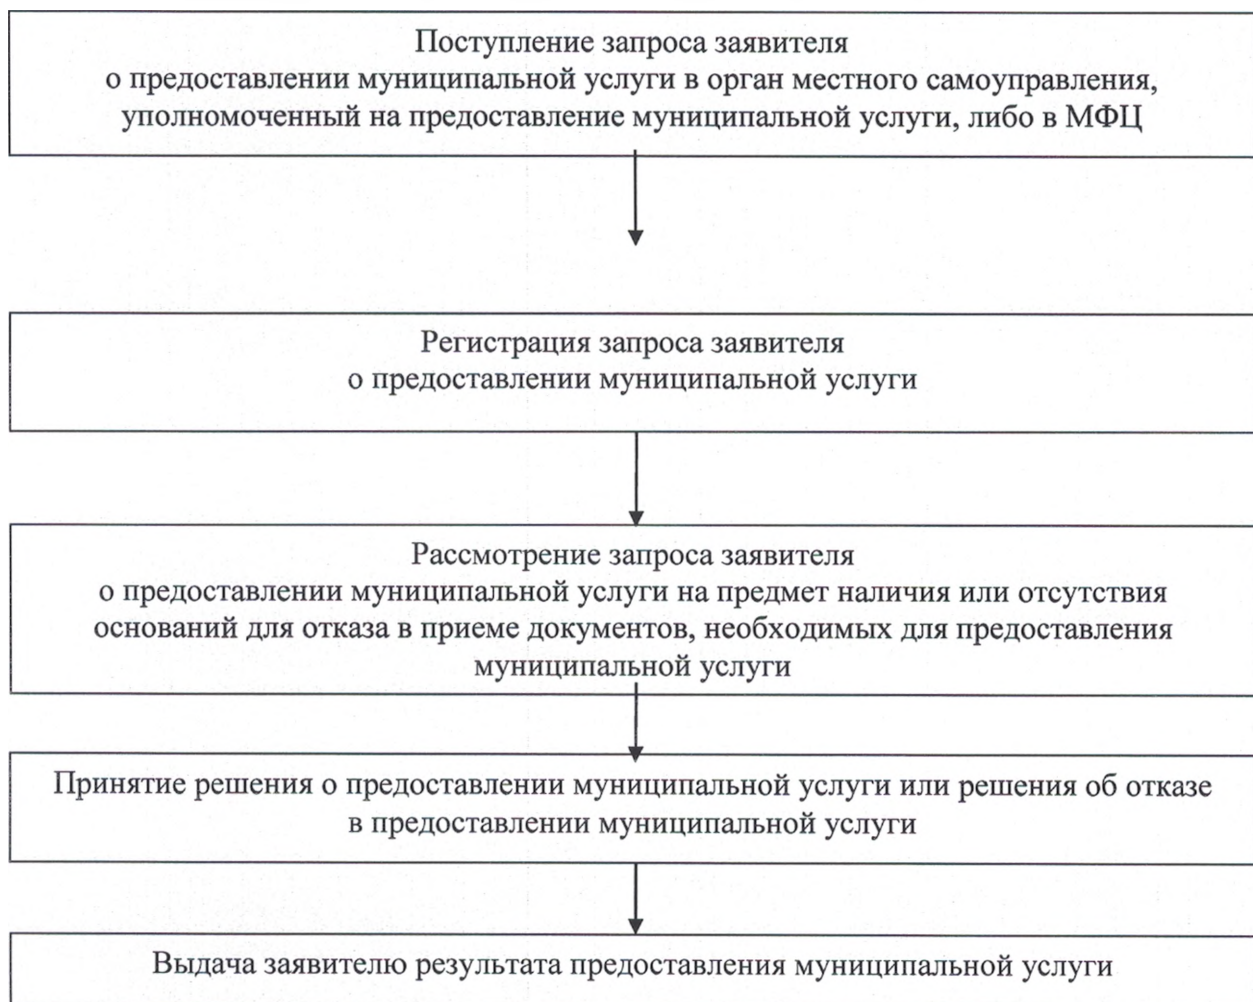 Поступление запроса заявителя
о предоставлении муниципальной услуги в орган местного самоуправления,
уполномоченный на предоставление муниципальной услуги, либо в МФЦ
Регистрация запроса заявителя
о предоставлении муниципальной услуги
Рассмотрение запроса заявителя
о предоставлении муниципальной услуги на предмет наличия или отсутствия
оснований для отказа в приеме документов, необходимых для предоставления
муниципальной услуги
Принятие решения о предоставлении муниципальной услуги или решения об отказе
в предоставлении муниципальной услуги
Выдача заявителю результата предоставления муниципальной услуги